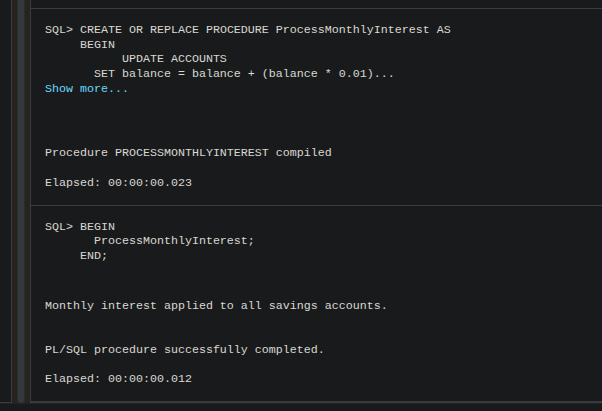 SQL> CREATE OR REPLACE PROCEDURE ProcessMonthlyInterest AS
BEGIN
UPDATE ACCOUNTS
SET balance = balance + (balance * 0.01)...
Show more...
Procedure PROCESSMONTHLYINTEREST compiled
Elapsed: 00:00:00.023
SQL> BEGIN
ProcessMonthlyInterest;
END;
Monthly interest applied to all savings accounts.
PL/SQL procedure successfully completed.
Elapsed: 00:00:00.012